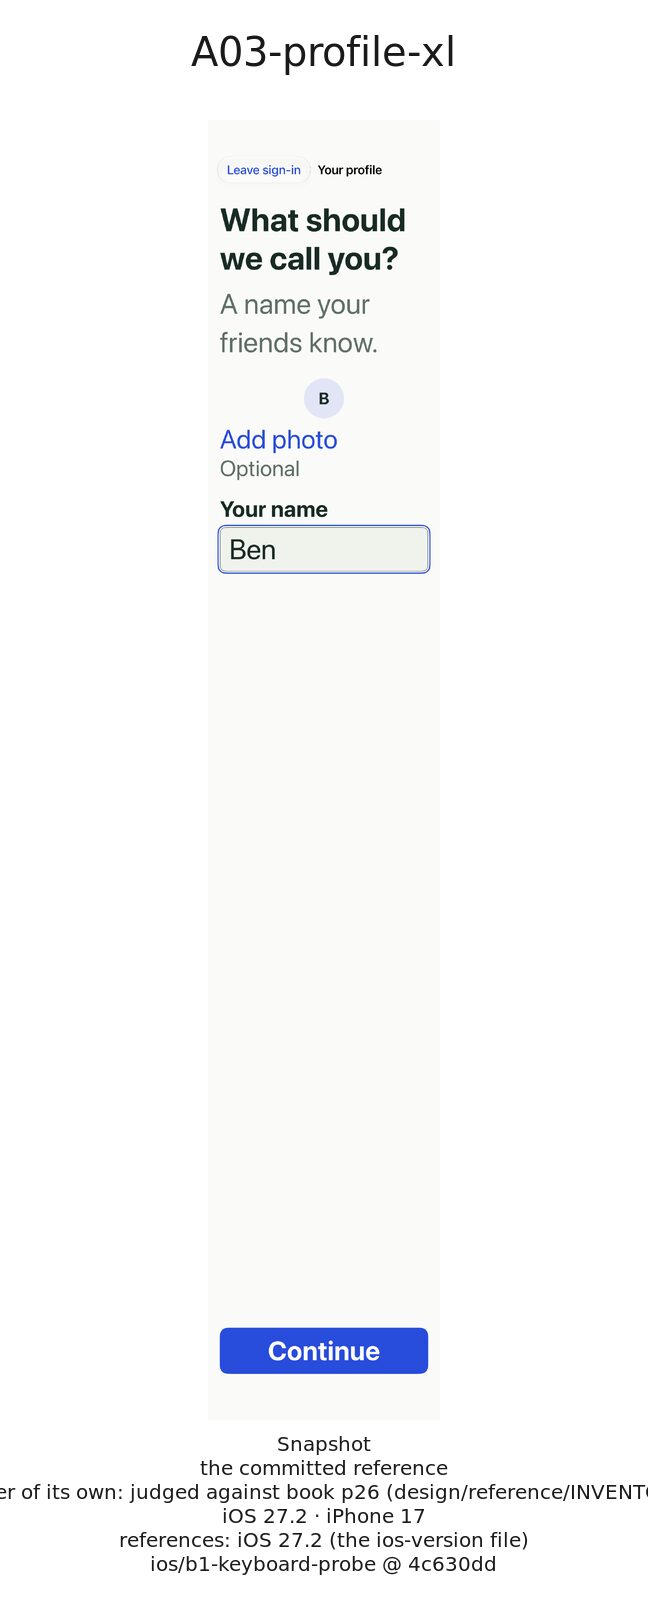 A03-profile-xl
Leave sign-in Your profile
What should
we call you?
A name your
friends know.
B
Add photo
Optional
Your name
Ben
Continue
Snapshot
the committed reference
of its own: judged against book p26 (design/reference/
iOS 27.2 · iPhone 17
references: iOS 27.2 (the ios-version file)
ios/b1-keyboard-probe @ 4c630dd